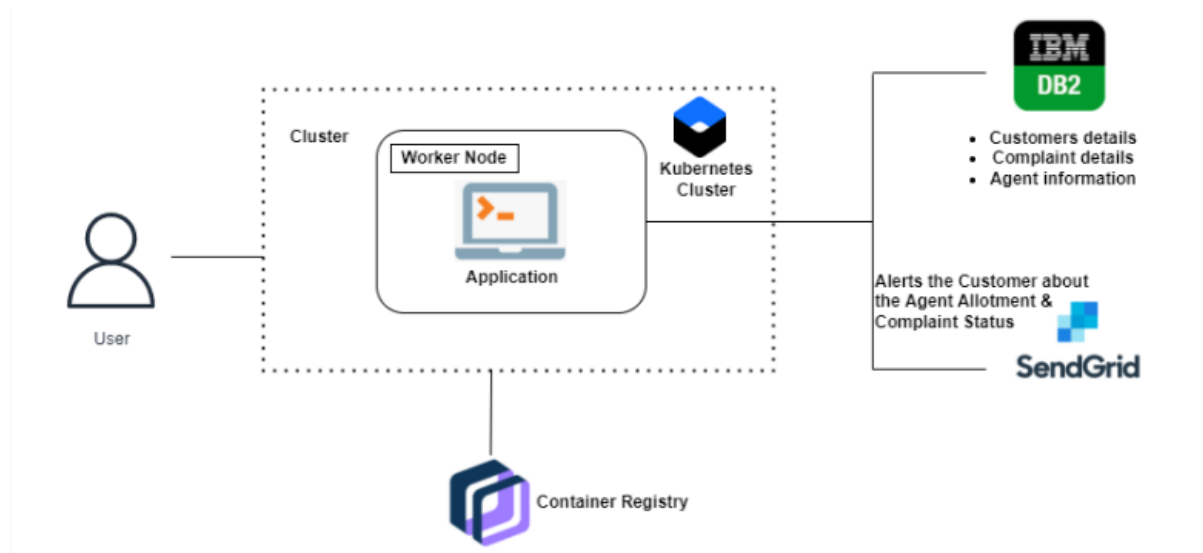 IBM
DB2
Customers details
Complaint details
Agent information
Cluster
Worker Node
Kubernetes
Cluster
Application
User
Alerts the Customer about
the Agent Allotment &
Complaint Status
SendGrid
Container Registry